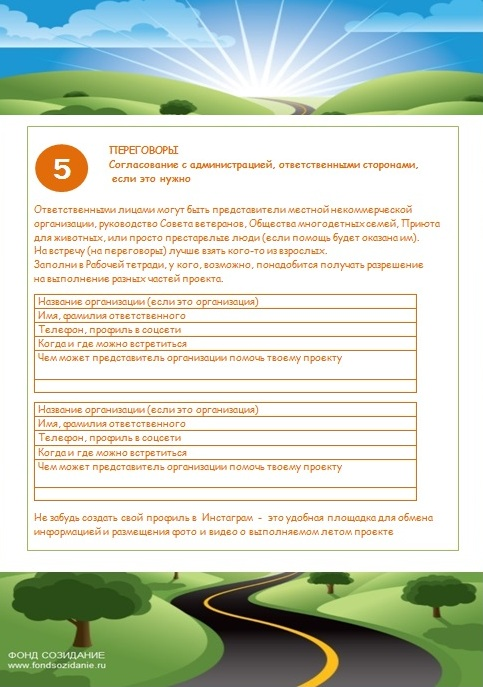 5
ПЕРЕГОВОРЫ
Согласование с администрацией, ответственными сторонами,
если это нужно
Ответственными лицами могут быть представители местной некоммерческой
организации, руководство Совета ветеранов, Общества многодетных семей, Приюта
для животных, или просто престарелые люди (если помощь будет оказана им).
На встречу (на переговоры) лучше взять кого-то из взрослых.
Заполни в Рабочей тетради, у кого, возможно, понадобится получать разрешение
на выполнение разных частей проекта.
Название организации (если это организация)
Имя, фамилия ответственного
Телефон, профиль в соцсети
Когда и где можно встретиться
Чем может представитель организации помочь твоему проекту
Название организации (если это организация)
Имя, фамилия ответственного
Телефон, профиль в соцсети
Когда и где можно встретиться
Чем может представитель организации помочь твоему проекту
Не забудь создать свой профиль в Инстаграм - это удобная площадка для обмена
информацией и размещения фото и видео о выполняемом летом проекте
ФОНД СОЗИДАНИЕ
www.fondsozidanie.ru